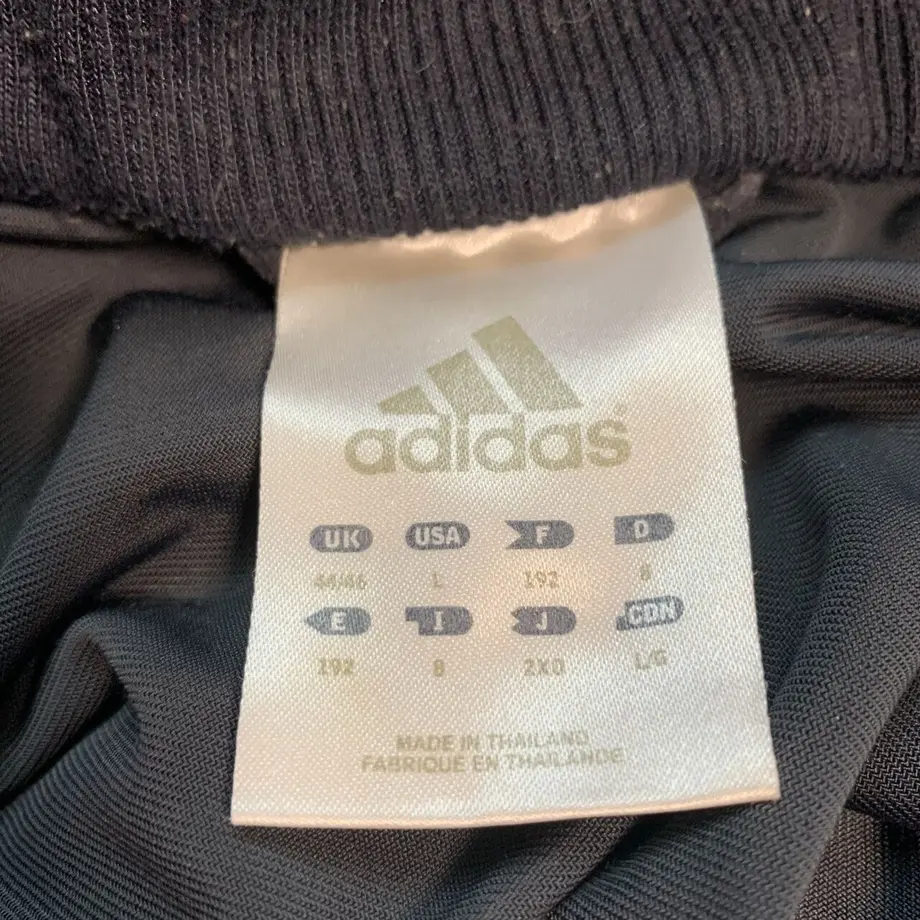 adidas
UK USA F D
44/46 L 192 8
E I J CDN
192 8 2XO L/G
MADE IN THAILAND
FABRIQUE EN THAILANDE